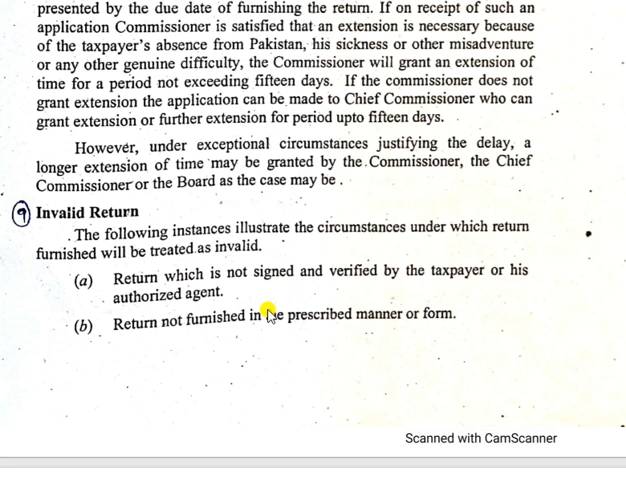 presented by the due date of furnishing the return. If on receipt of such an
application Commissioner is satisfied that an extension is necessary because
of the taxpayer's absence from Pakistan, his sickness or other misadventure
or any other genuine difficulty, the Commissioner will grant an extension of
time for a period not exceeding fifteen days. If the commissioner does not
grant extension the application can be made to Chief Commissioner who can
grant extension or further extension for period upto fifteen days.
However, under exceptional circumstances justifying the delay, a
longer extension of time may be granted by the Commissioner, the Chief
Commissioner or the Board as the case may be .
9 Invalid Return
The following instances illustrate the circumstances under which return
furnished will be treated as invalid.
(a) Return which is not signed and verified by the taxpayer or his
authorized agent.
(b) Return not furnished in the prescribed manner or form.
Scanned with CamScanner